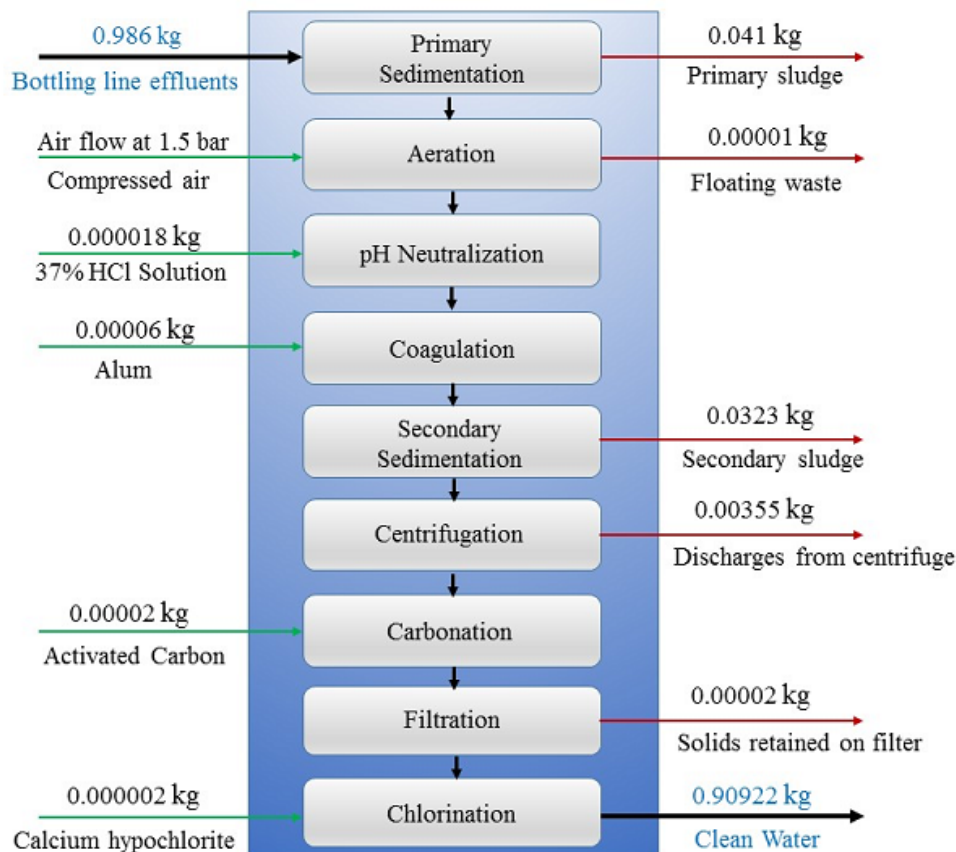 0.986 kg
Bottling line effluents
Primary
Sedimentation
0.041 kg
Primary sludge
Air flow at 1.5 bar
Compressed air
Aeration
0.00001 kg
Floating waste
0.000018 kg
37% HCl Solution
pH Neutralization
0.00006 kg
Alum
Coagulation
Secondary
Sedimentation
0.0323 kg
Secondary sludge
Centrifugation
0.00355 kg
Discharges from centrifuge
0.00002 kg
Activated Carbon
Carbonation
Filtration
0.00002 kg
Solids retained on filter
0.000002 kg
Calcium hypochlorite
Chlorination
0.90922 kg
Clean Water